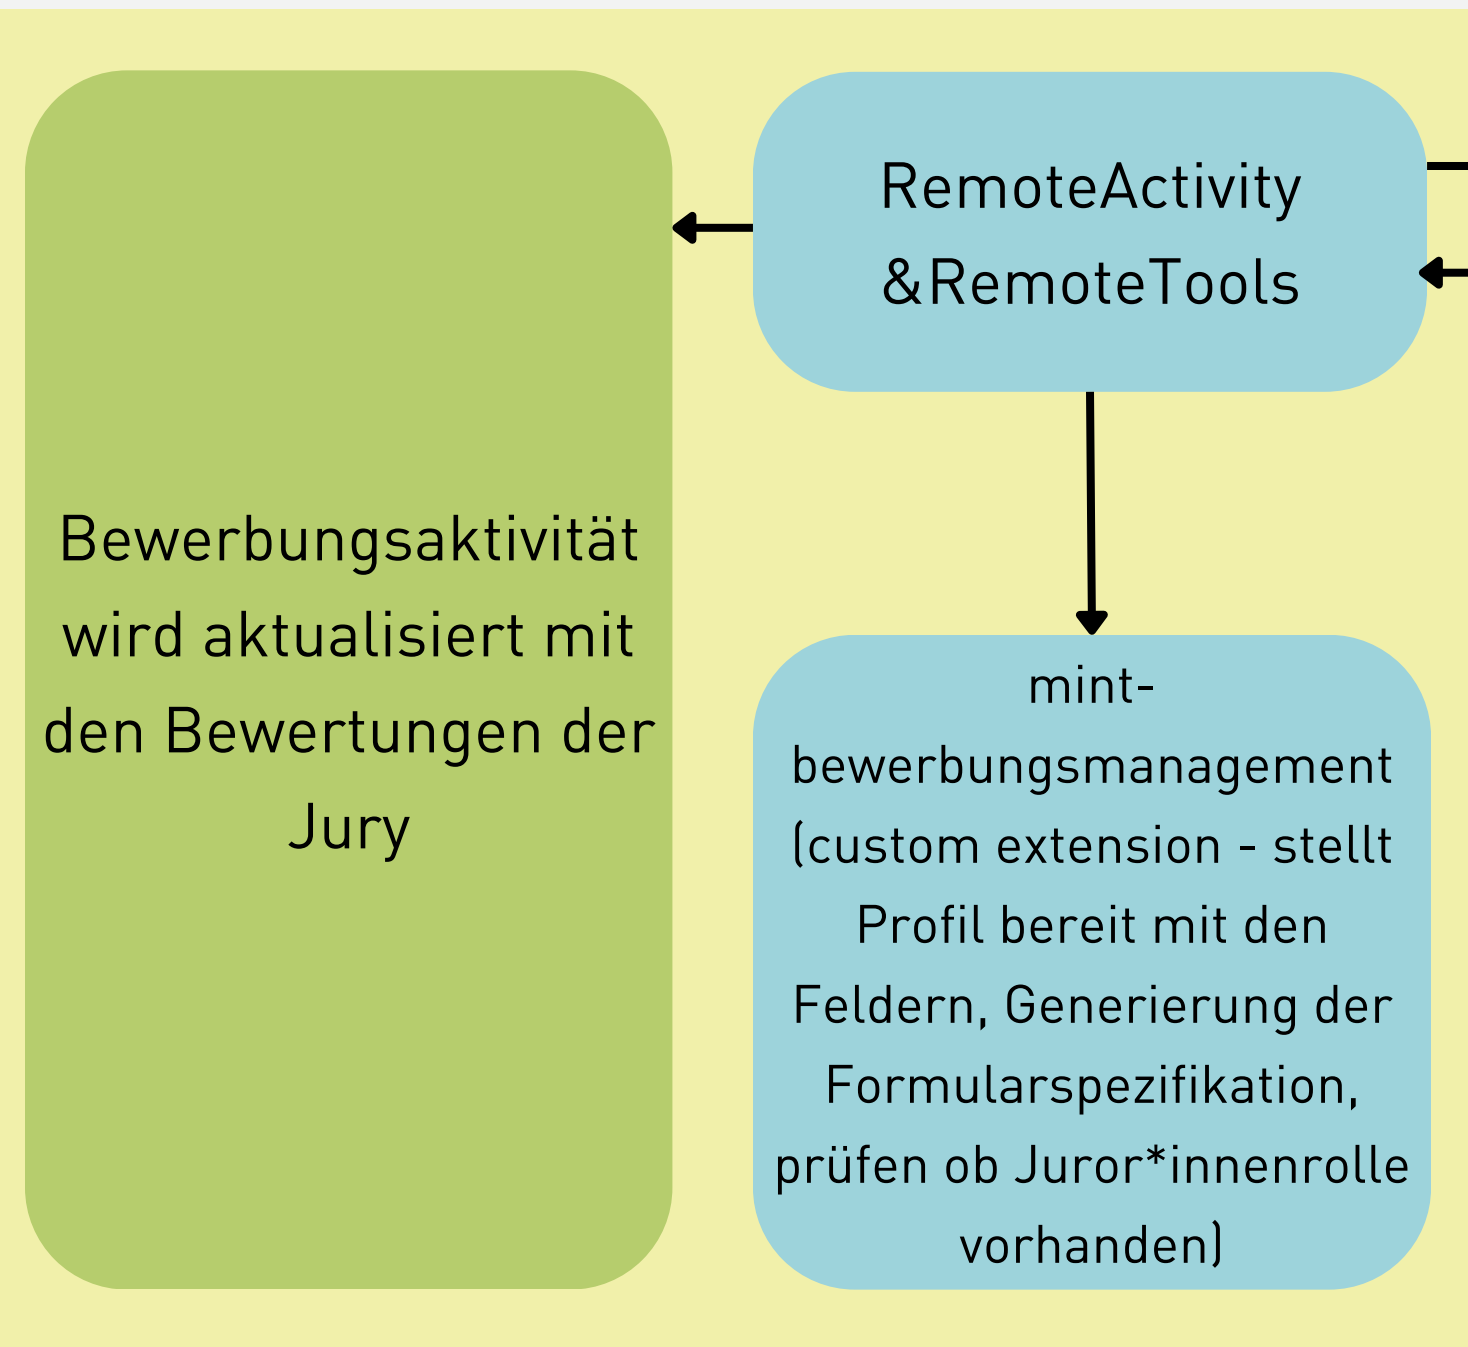 Bewerbungsaktivität
wird aktualisiert mit
den Bewertungen der
Jury
RemoteActivity
&RemoteTools
mint-
bewerbungsmanagement
(custom extension - stellt
Profil bereit mit den
Feldern, Generierung der
Formularspezifikation,
prüfen ob Juror*innenrolle
vorhanden)